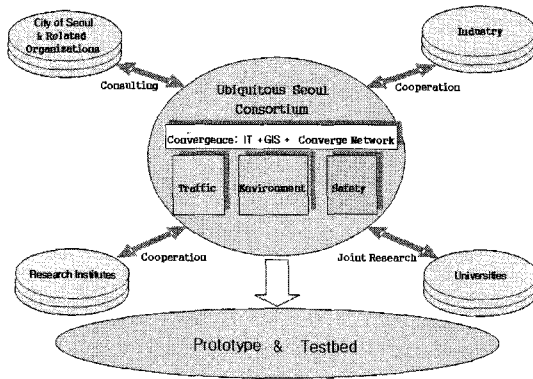 City of Seoul
& Related
Organizations
Industry
Consulting
Cooperation
Ubiquitous Seoul
Consortium
Convergence: IT +GIS + Converge Network
Traffic
Environment
Safety
Research Institutes
Cooperation
Joint Research
Universities
Prototype & Testbed